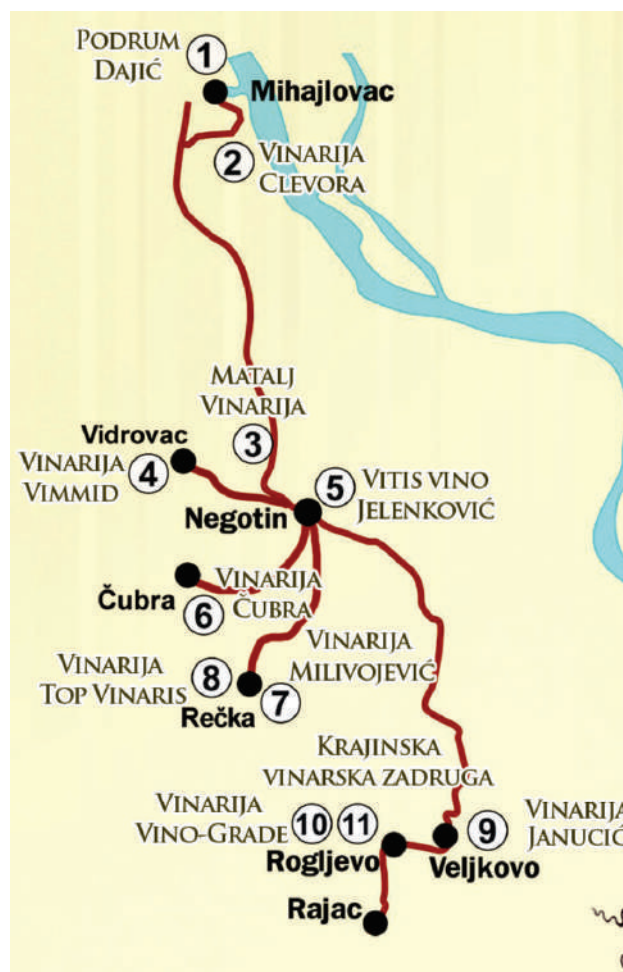 PODRUM
DAJIĆ
1
Mihajlovac
2
VINARIJA
CLEVORA
MATALJ
VINARIJA
3
Vidrovac
VINARIJA
VIMMID
4
5
VITIS VINO
JELENKOVIĆ
Negotin
Čubra
6
VINARIJA
ČUBRA
VINARIJA
TOP VINARIS
8
Rečka
7
VINARIJA
MILIVOJEVIĆ
KRAJINSKA
VINARSKA ZADRUGA
VINARIJA
VINO-GRADE
10
11
Rogljevo
Veljkovo
9
VINARIJA
JANUCIĆ
Rajac